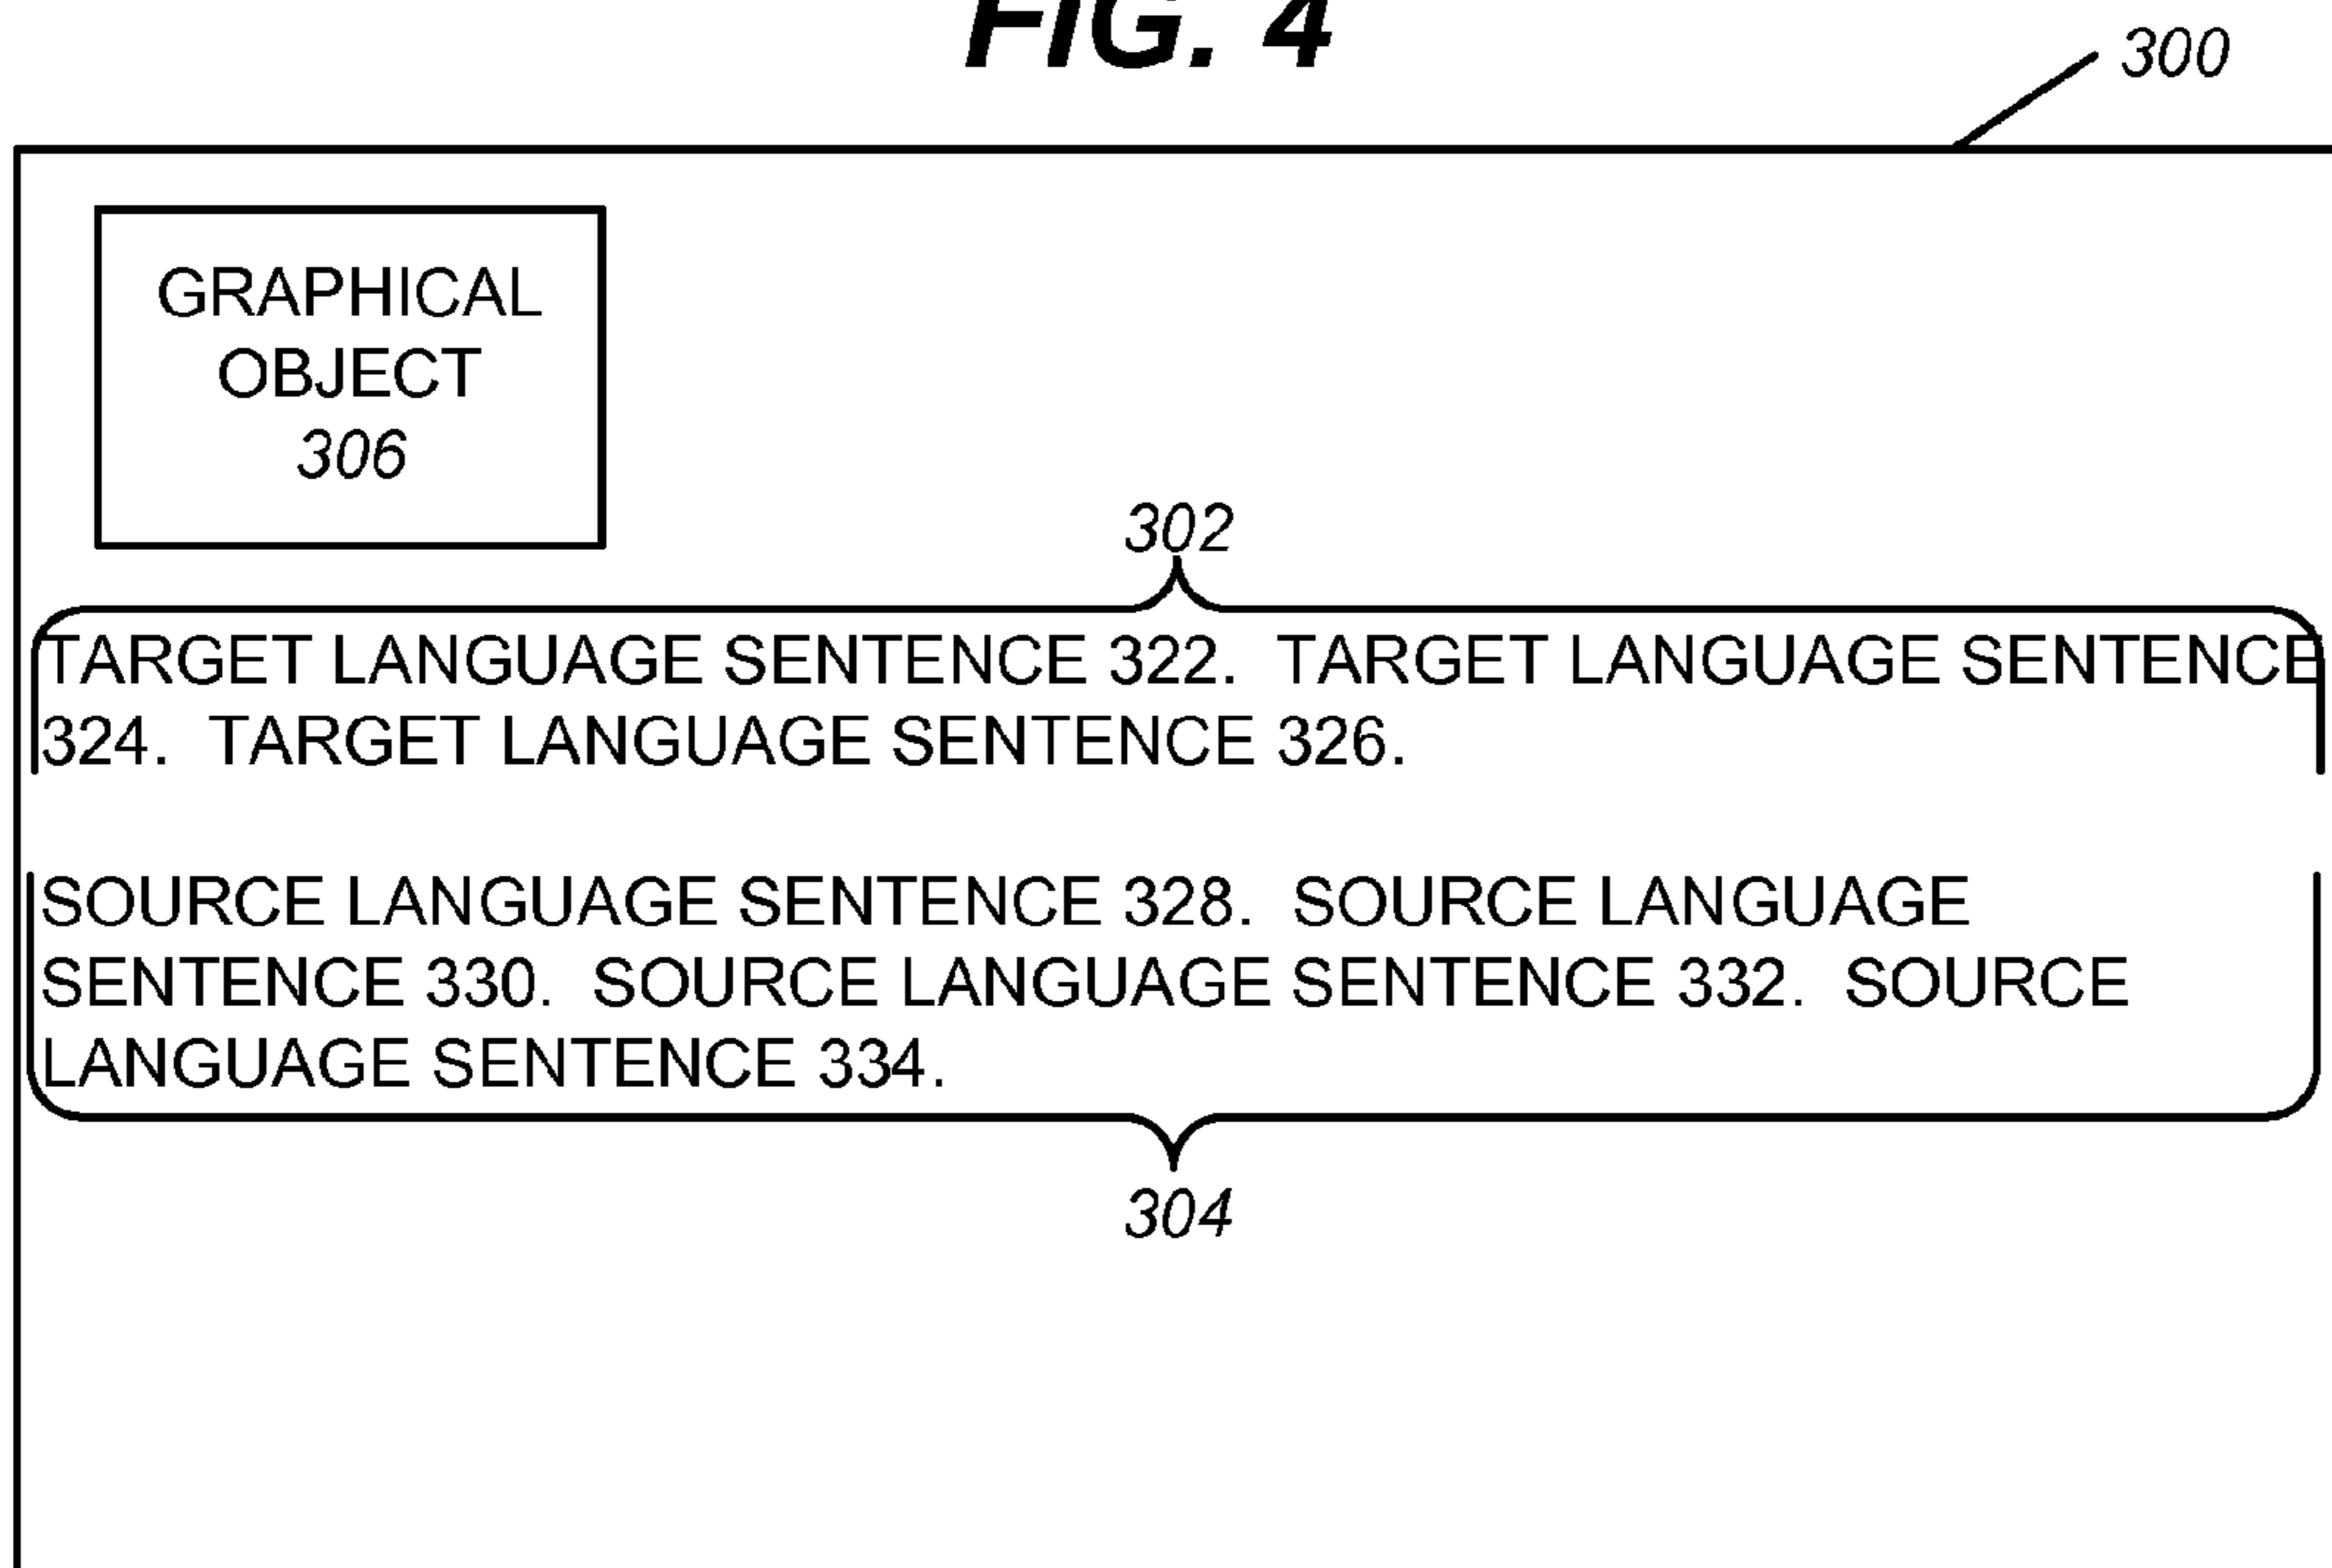 FIG. 4
300
GRAPHICAL
OBJECT
306
302
TARGET LANGUAGE SENTENCE 322. TARGET LANGUAGE SENTENCE
324. TARGET LANGUAGE SENTENCE 326.
SOURCE LANGUAGE SENTENCE 328. SOURCE LANGUAGE
SENTENCE 330. SOURCE LANGUAGE SENTENCE 332. SOURCE
LANGUAGE SENTENCE 334.
304